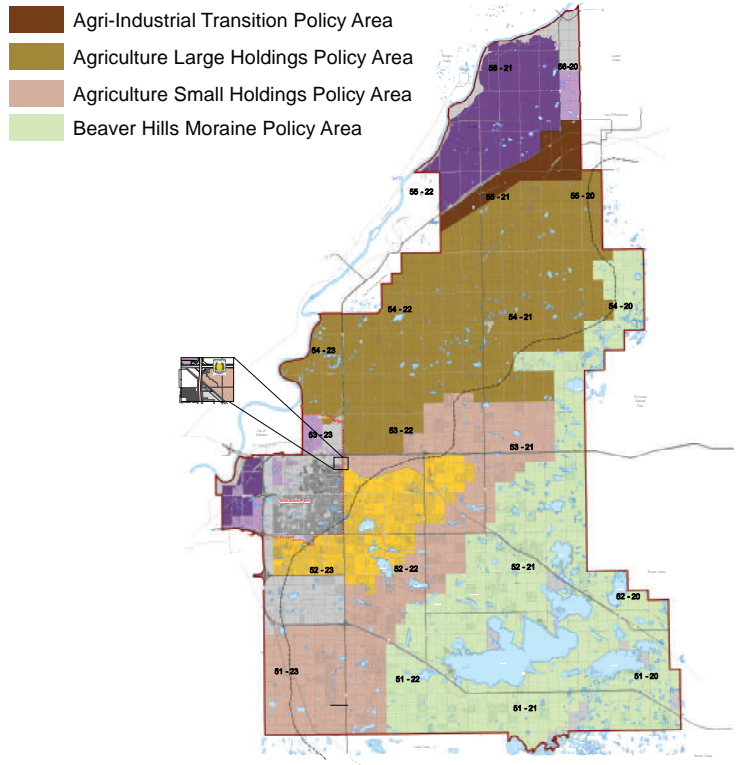 Agri-Industrial Transition Policy Area
Agriculture Large Holdings Policy Area
Agriculture Small Holdings Policy Area
Beaver Hills Moraine Policy Area
56 - 21
56-20
55 - 22
55 - 21
55 - 20
54 - 22
54 - 21
54 - 20
54 - 23
53 - 23
53 - 22
53 - 21
52 - 23
52 - 22
52 - 21
52 - 20
51 - 23
51 - 22
51 - 21
51 - 20